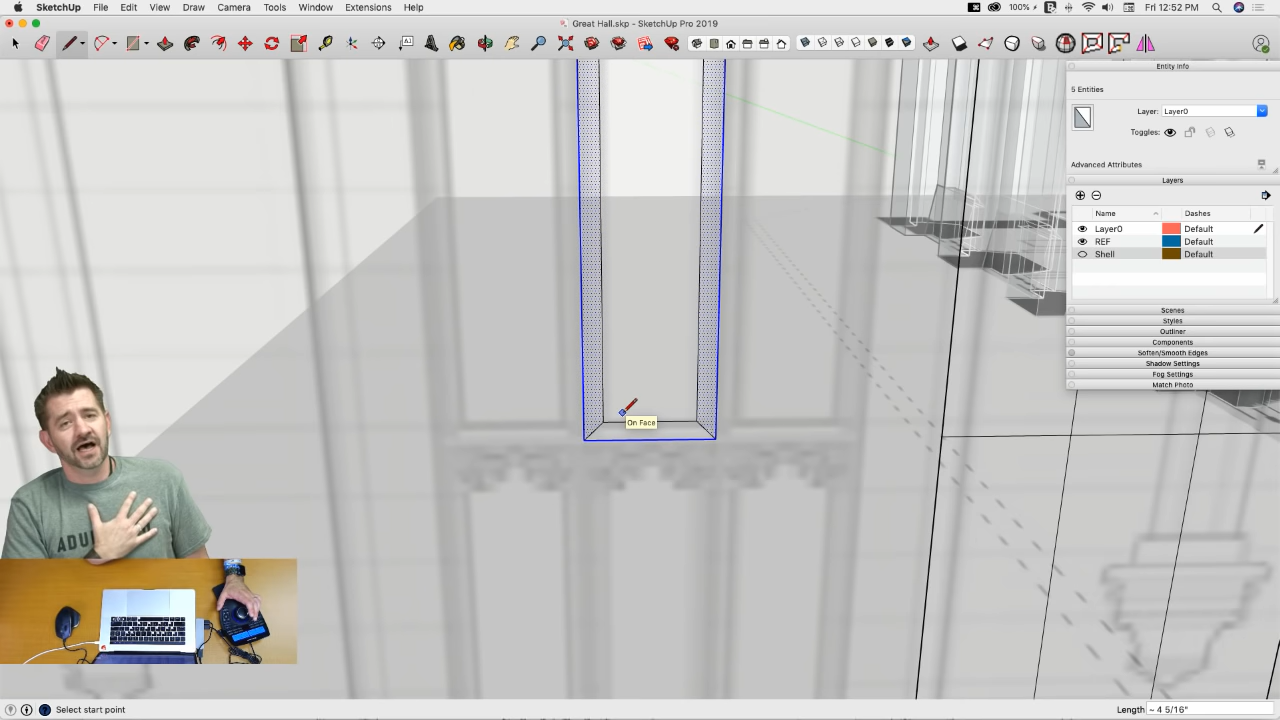 SketchUp File Edit View Draw Camera Tools Window Extensions Help 100% Fri 12:52 PM
Great Hall.skp - SketchUp Pro 2019
Entity Info
5 Entities
Layer: Layer0
Toggles:
Advanced Attributes
Layers
Name Dashes
Layer0 Default
REF Default
Shell Default
Scenes
Styles
Outliner
Components
Soften/Smooth Edges
Shadow Settings
Fog Settings
Match Photo
On Face
Select start point
Length ~ 4 5/16"